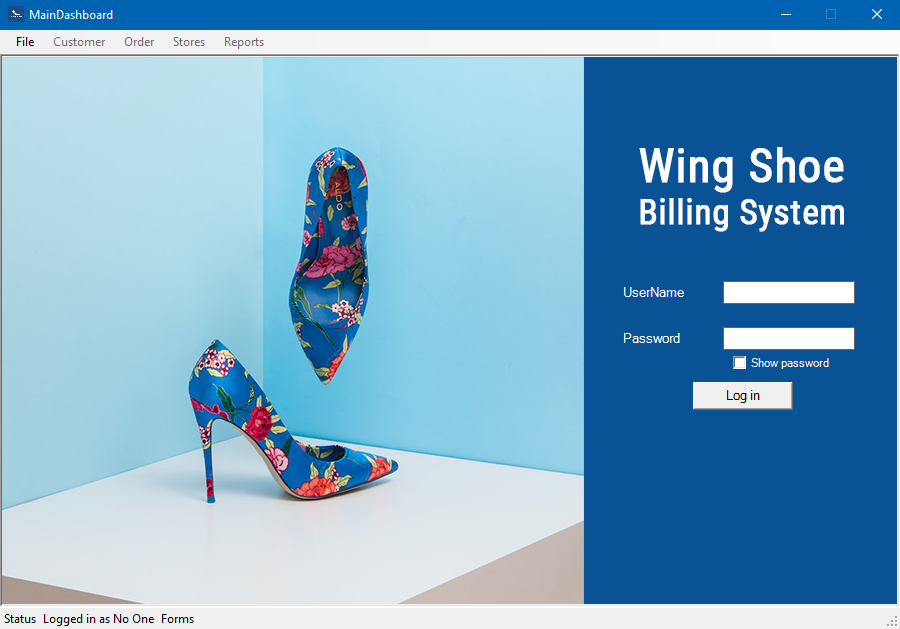 MainDashboard
File Customer Order Stores Reports
ALDO
Wing Shoe
Billing System
UserName
Password
Show password
Log in
Status Logged in as No One Forms